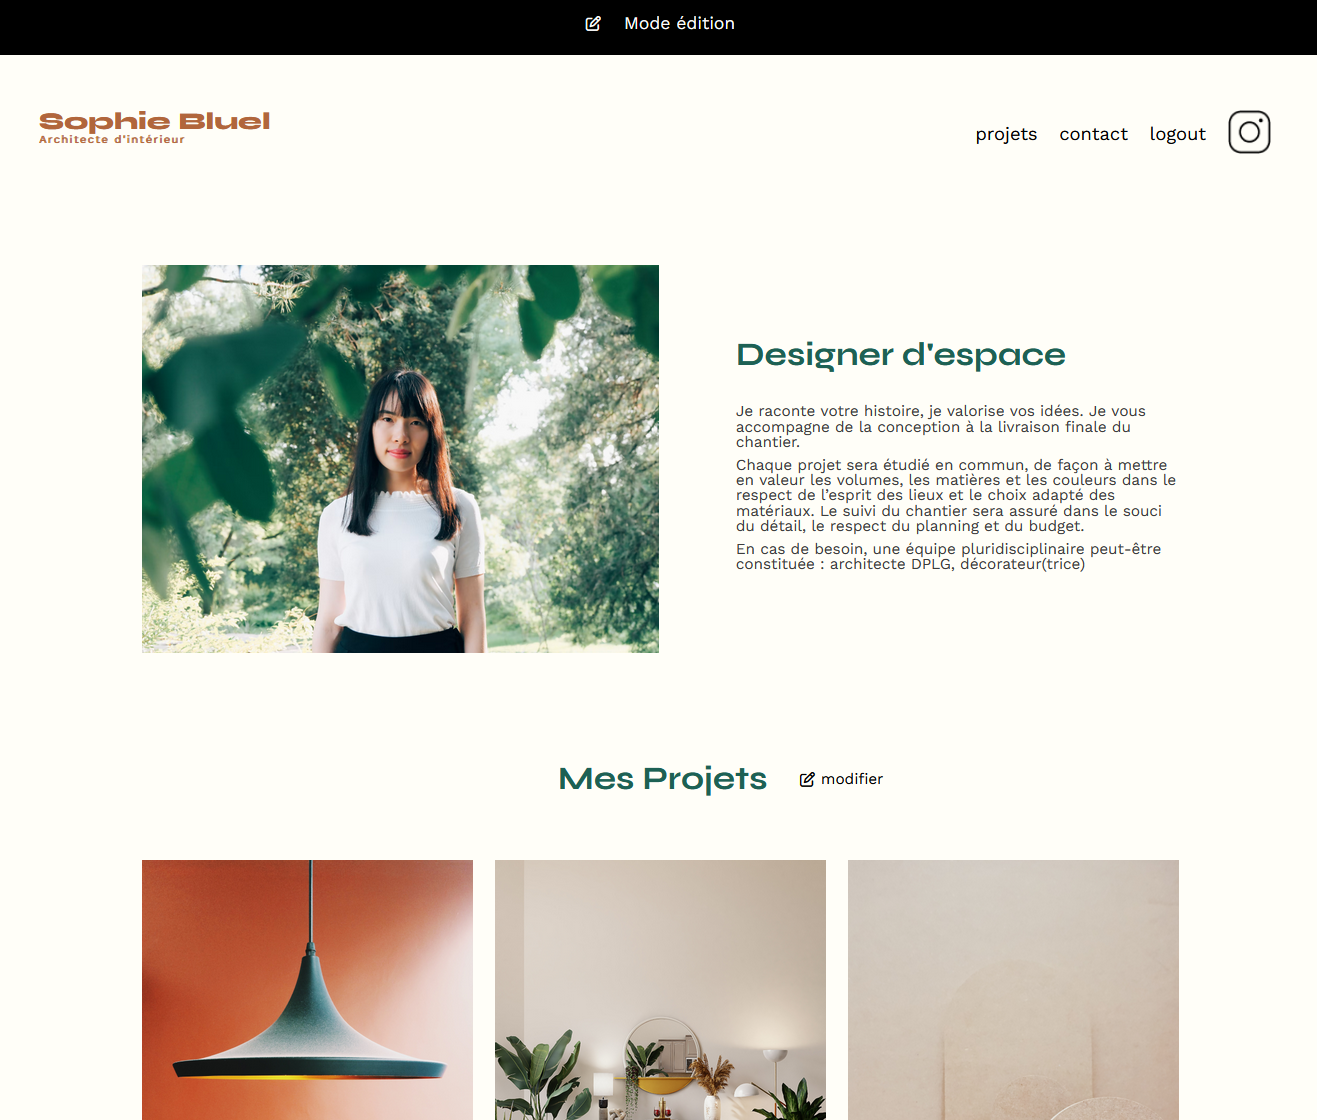 Mode édition
Sophie Bluel
Architecte d'intérieur
projets contact logout
Designer d'espace
Je raconte votre histoire, je valorise vos idées. Je vous
accompagne de la conception à la livraison finale du
chantier.
Chaque projet sera étudié en commun, de façon à mettre
en valeur les volumes, les matières et les couleurs dans le
respect de l’esprit des lieux et le choix adapté des
matériaux. Le suivi du chantier sera assuré dans le souci
du détail, le respect du planning et du budget.
En cas de besoin, une équipe pluridisciplinaire peut-être
constituée : architecte DPLG, décorateur(trice)
Mes Projets modifier